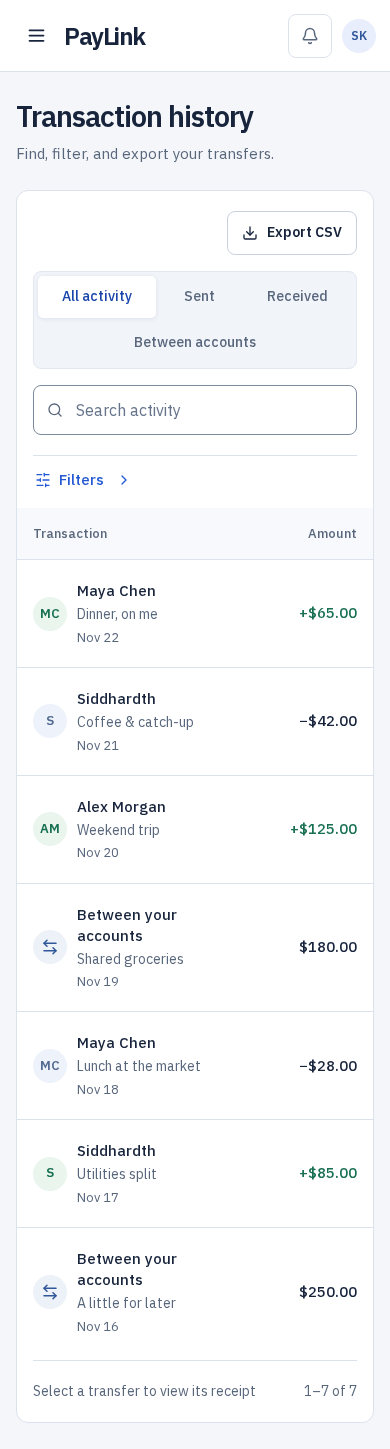 PayLink
SK
Transaction history
Find, filter, and export your transfers.
Export CSV
All activity
Sent
Received
Between accounts
Search activity
Filters
Transaction
Amount
Maya Chen
MC
Dinner, on me
+$65.00
Nov 22
Siddhardth
S
Coffee & catch-up
−$42.00
Nov 21
Alex Morgan
AM
Weekend trip
+$125.00
Nov 20
Between your
accounts
$180.00
Shared groceries
Nov 19
Maya Chen
MC
Lunch at the market
−$28.00
Nov 18
Siddhardth
S
Utilities split
+$85.00
Nov 17
Between your
accounts
$250.00
A little for later
Nov 16
Select a transfer to view its receipt
1–7 of 7